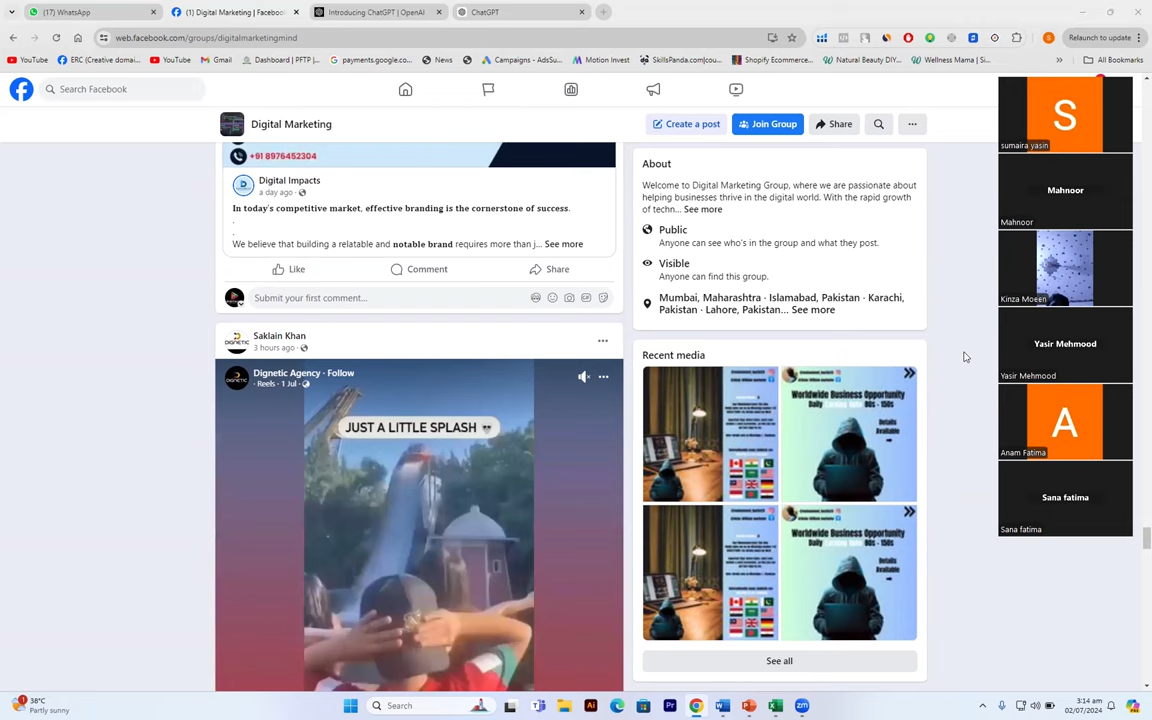 (17) WhatsApp
(1) Digital Marketing | Facebook
Introducing ChatGPT | OpenAI
ChatGPT
web.facebook.com/groups/digitalmarketingmind
Relaunch to update
YouTube
ERC (Creative domai...
YouTube
Gmail
Dashboard | PFTP |...
payments.google.co...
News
Campaigns - AdsSu...
Motion Invest
SkillsPanda.com|cou...
Shopify Ecommerce...
Natural Beauty DIY...
Wellness Mama | Si...
All Bookmarks
Search Facebook
Digital Marketing
Create a post
Join Group
Share
+91 8976452304
Digital Impacts
a day ago ·
In today's competitive market, effective branding is the cornerstone of success.
.
.
We believe that building a relatable and notable brand requires more than j... See more
Like
Comment
Share
Submit your first comment...
Saklain Khan
3 hours ago ·
DIGNETIC
Dignetic Agency · Follow
· Reels · 1 Jul ·
JUST A LITTLE SPLASH
About
Welcome to Digital Marketing Group, where we are passionate about
helping businesses thrive in the digital world. With the rapid growth
of techn... See more
Public
Anyone can see who's in the group and what they post.
Visible
Anyone can find this group.
Mumbai, Maharashtra · Islamabad, Pakistan · Karachi,
Pakistan · Lahore, Pakistan... See more
Recent media
Worldwide Business Opportunity
Details
Available
Worldwide Business Opportunity
Details
Available
See all
S
sumaira yasin
Mahnoor
Mahnoor
Kinza Moeen
Yasir Mehmood
Yasir Mehmood
A
Anam Fatima
Sana fatima
Sana fatima
38°C
Partly sunny
Search
3:14 am
02/07/2024